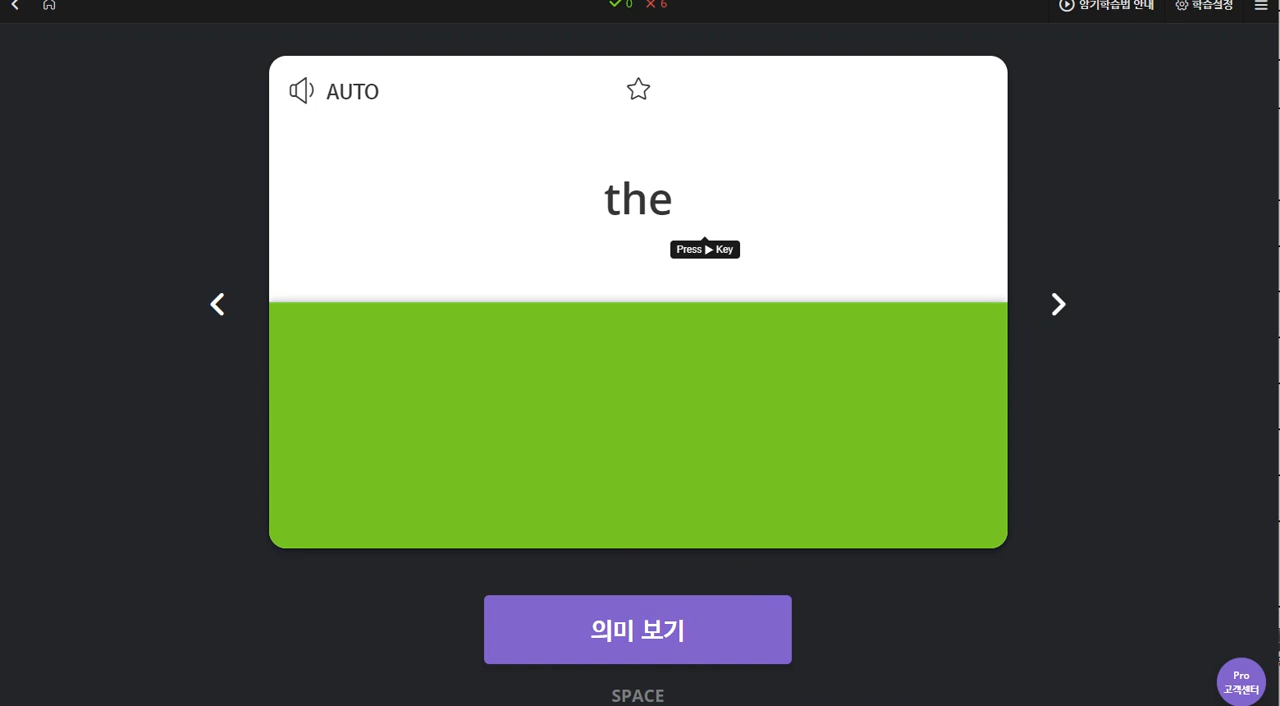 0 6 암기학습법 안내 학습설정
AUTO
the
Press ▶ Key
의미 보기
SPACE
Pro
고객센터